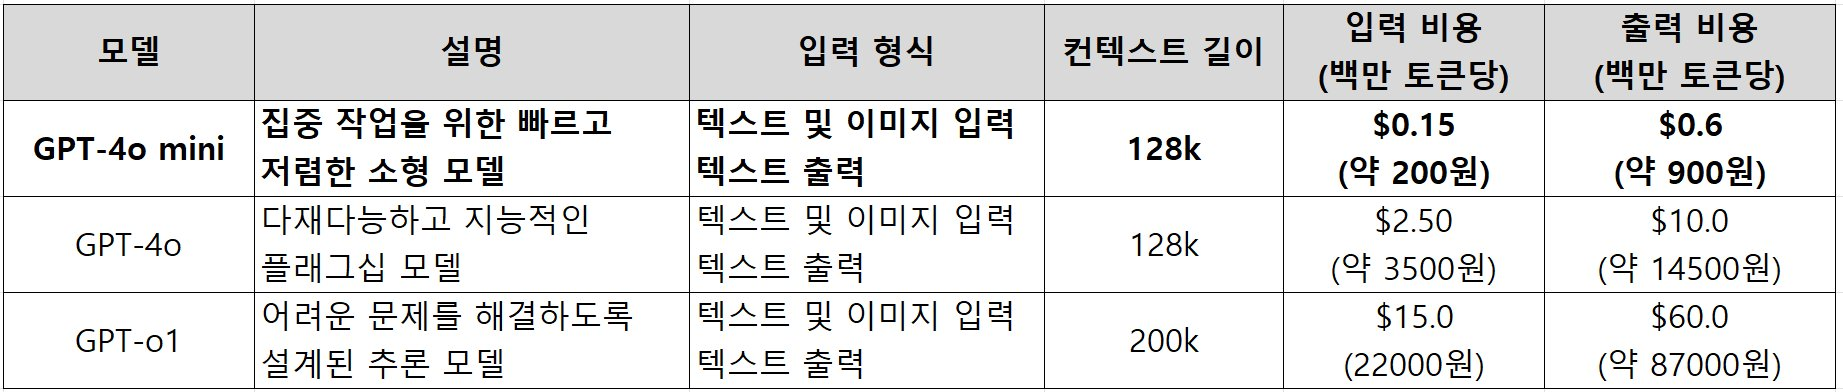 모델
설명
입력 형식
컨텍스트 길이
입력 비용
(백만 토큰당)
출력 비용
(백만 토큰당)
GPT-4o mini
집중 작업을 위한 빠르고
저렴한 소형 모델
텍스트 및 이미지 입력
텍스트 출력
128k
$0.15
(약 200원)
$0.6
(약 900원)
GPT-4o
다재다능하고 지능적인
플래그십 모델
텍스트 및 이미지 입력
텍스트 출력
128k
$2.50
(약 3500원)
$10.0
(약 14500원)
GPT-o1
어려운 문제를 해결하도록
설계된 추론 모델
텍스트 및 이미지 입력
텍스트 출력
200k
$15.0
(22000원)
$60.0
(약 87000원)